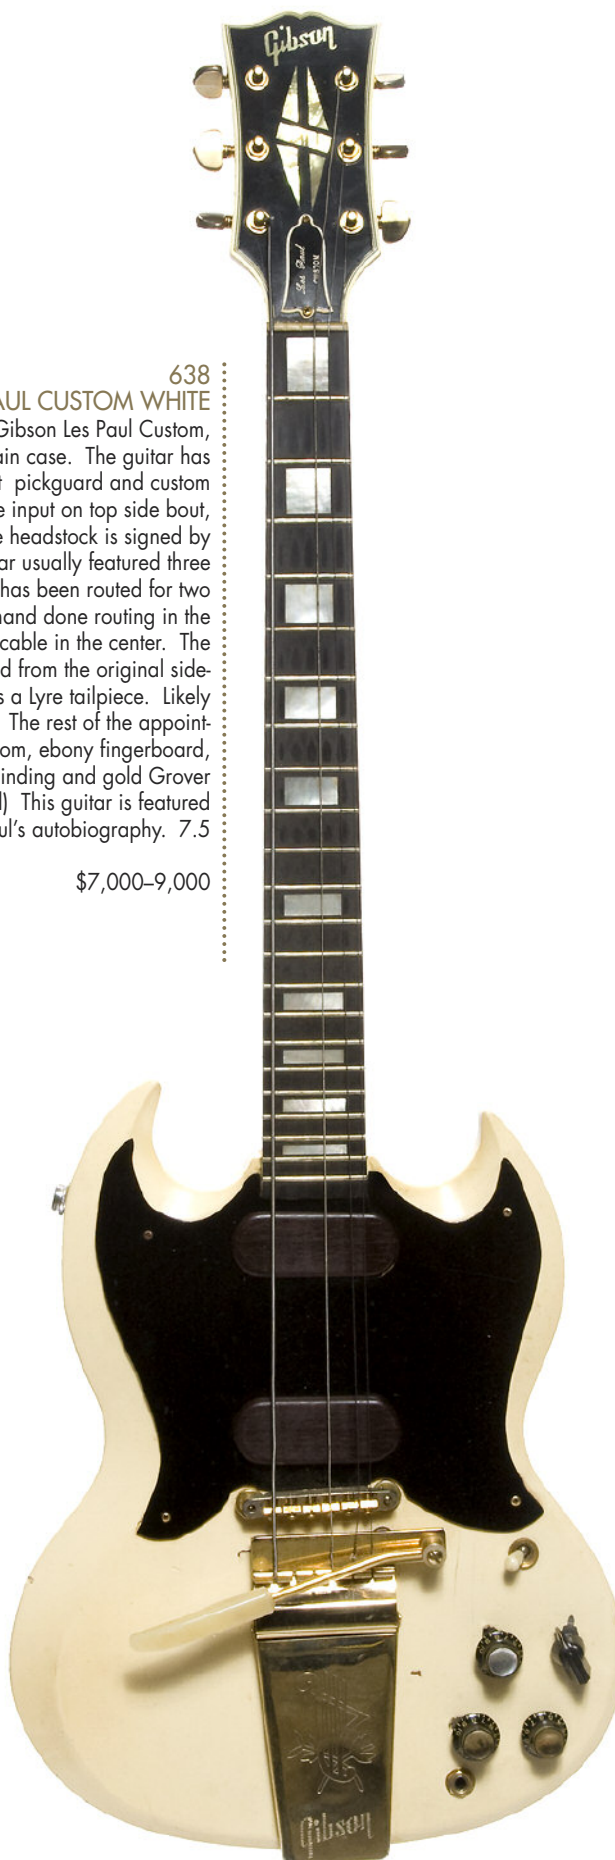 Gibson
Les Paul
CUSTOM
638
AUL CUSTOM WHITE
Gibson Les Paul Custom,
ain case. The guitar has
t pickguard and custom
e input on top side bout,
e headstock is signed by
ar usually featured three
has been routed for two
hand done routing in the
cable in the center. The
d from the original side-
s a Lyre tailpiece. Likely
The rest of the appoint-
om, ebony fingerboard,
inding and gold Grover
l) This guitar is featured
ul's autobiography. 7.5
$7,000–9,000
Gibson